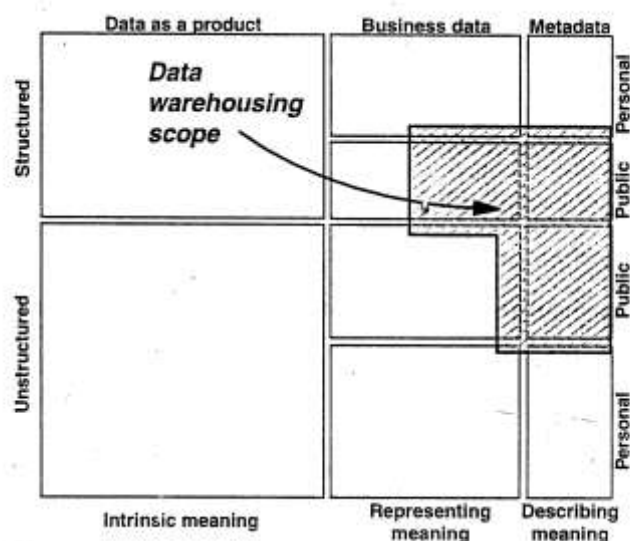 Data as a product
Business data
Metadata
Data
warehousing
scope
Structured
Unstructured
Personal
Public
Public
Personal
Intrinsic meaning
Representing
meaning
Describing
meaning